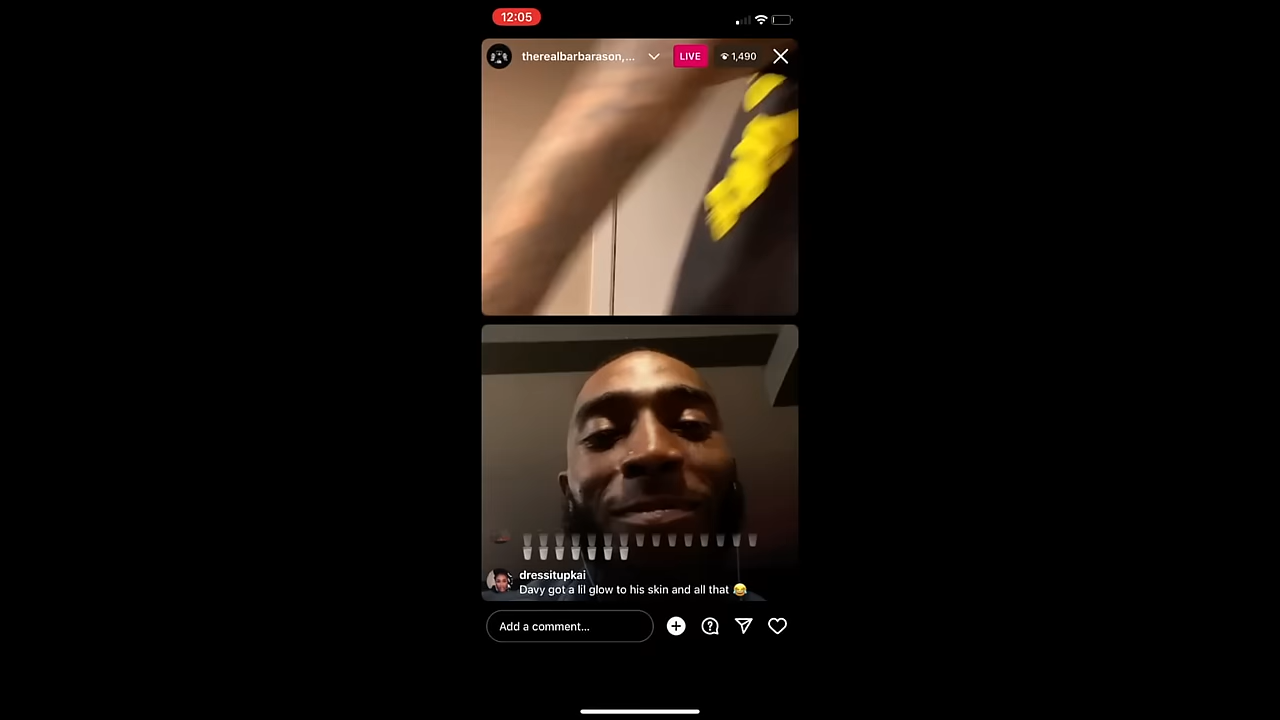 12:05
therealbarbarason,... LIVE 1,490
dressitupkai
Davy got a lil glow to his skin and all that 😂
Add a comment...